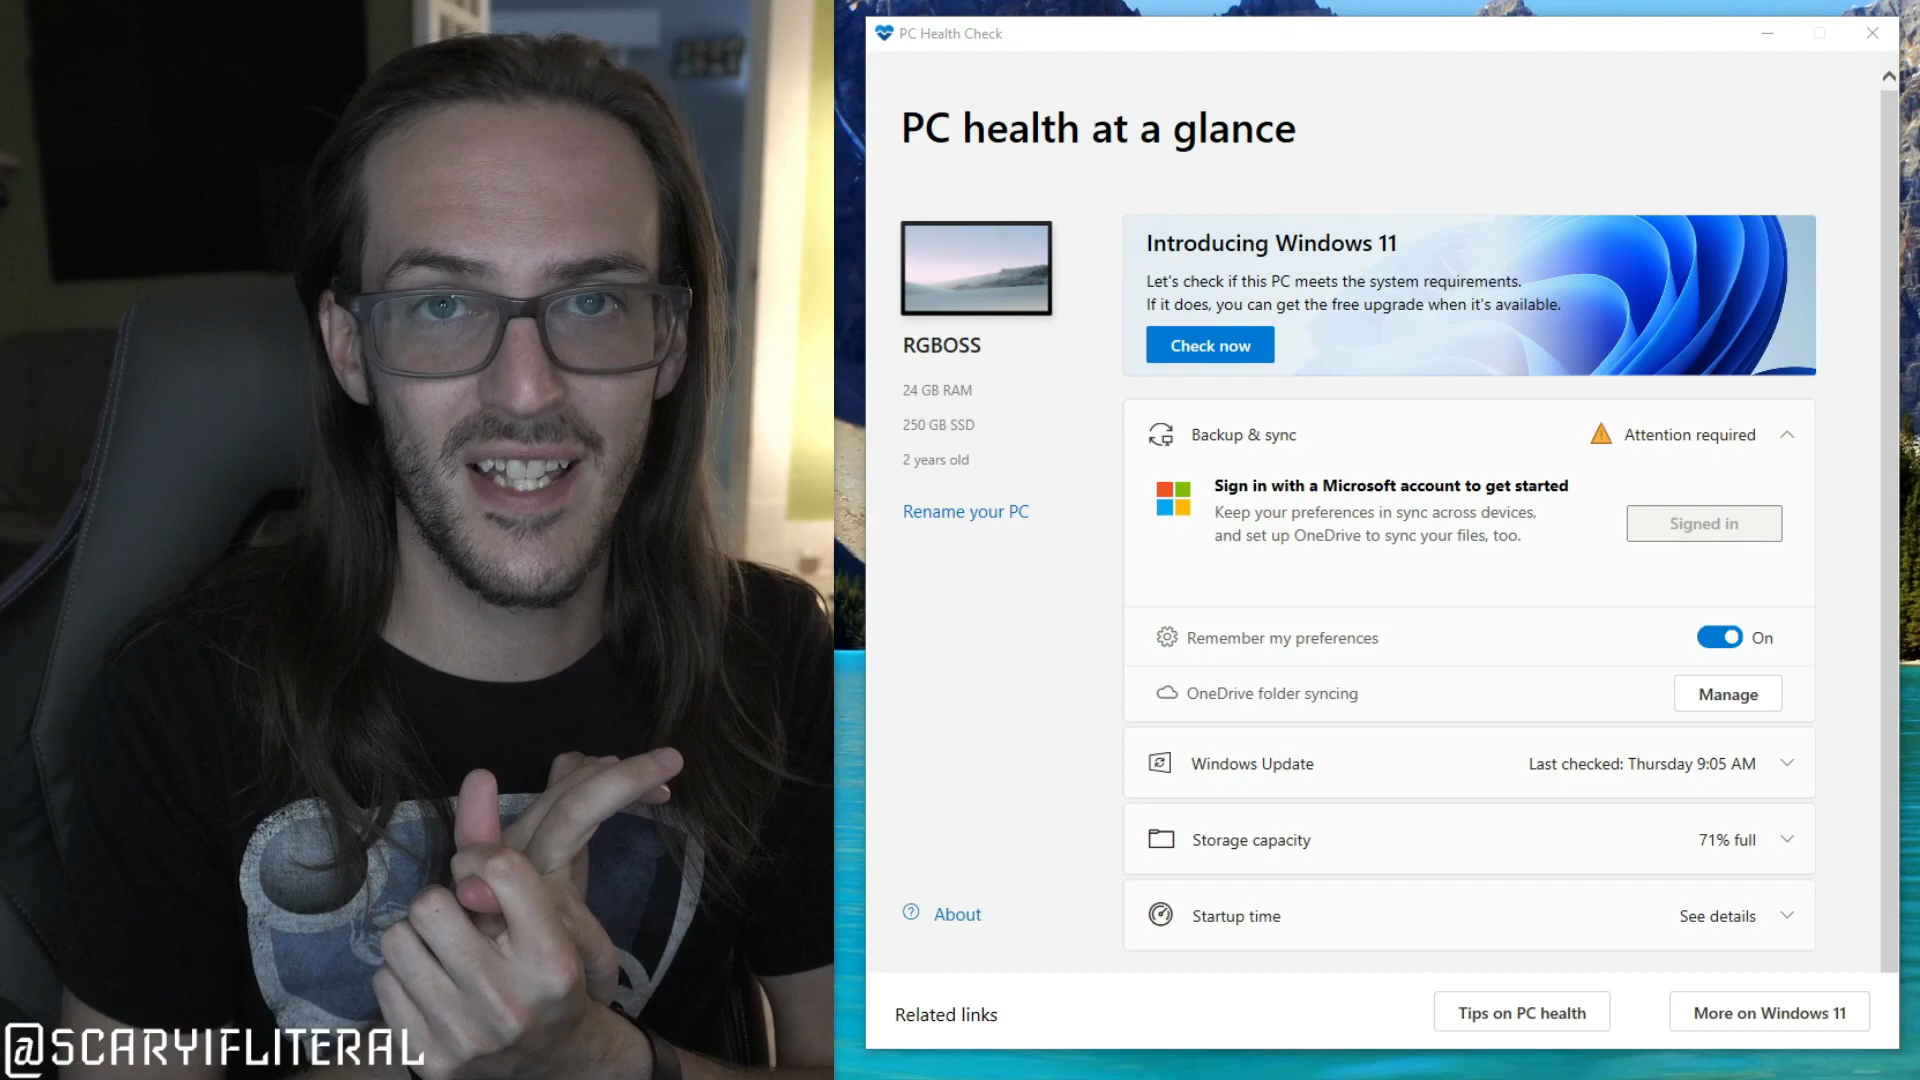 PC Health Check
PC health at a glance
Introducing Windows 11
Let's check if this PC meets the system requirements.
If it does, you can get the free upgrade when it's available.
Check now
RGBOSS
24 GB RAM
250 GB SSD
2 years old
Rename your PC
Backup & sync
Attention required
Sign in with a Microsoft account to get started
Keep your preferences in sync across devices,
and set up OneDrive to sync your files, too.
Signed in
Remember my preferences
On
OneDrive folder syncing
Manage
Windows Update
Last checked: Thursday 9:05 AM
Storage capacity
71% full
Startup time
See details
About
Related links
Tips on PC health
More on Windows 11
@SCARYIFLITERAL